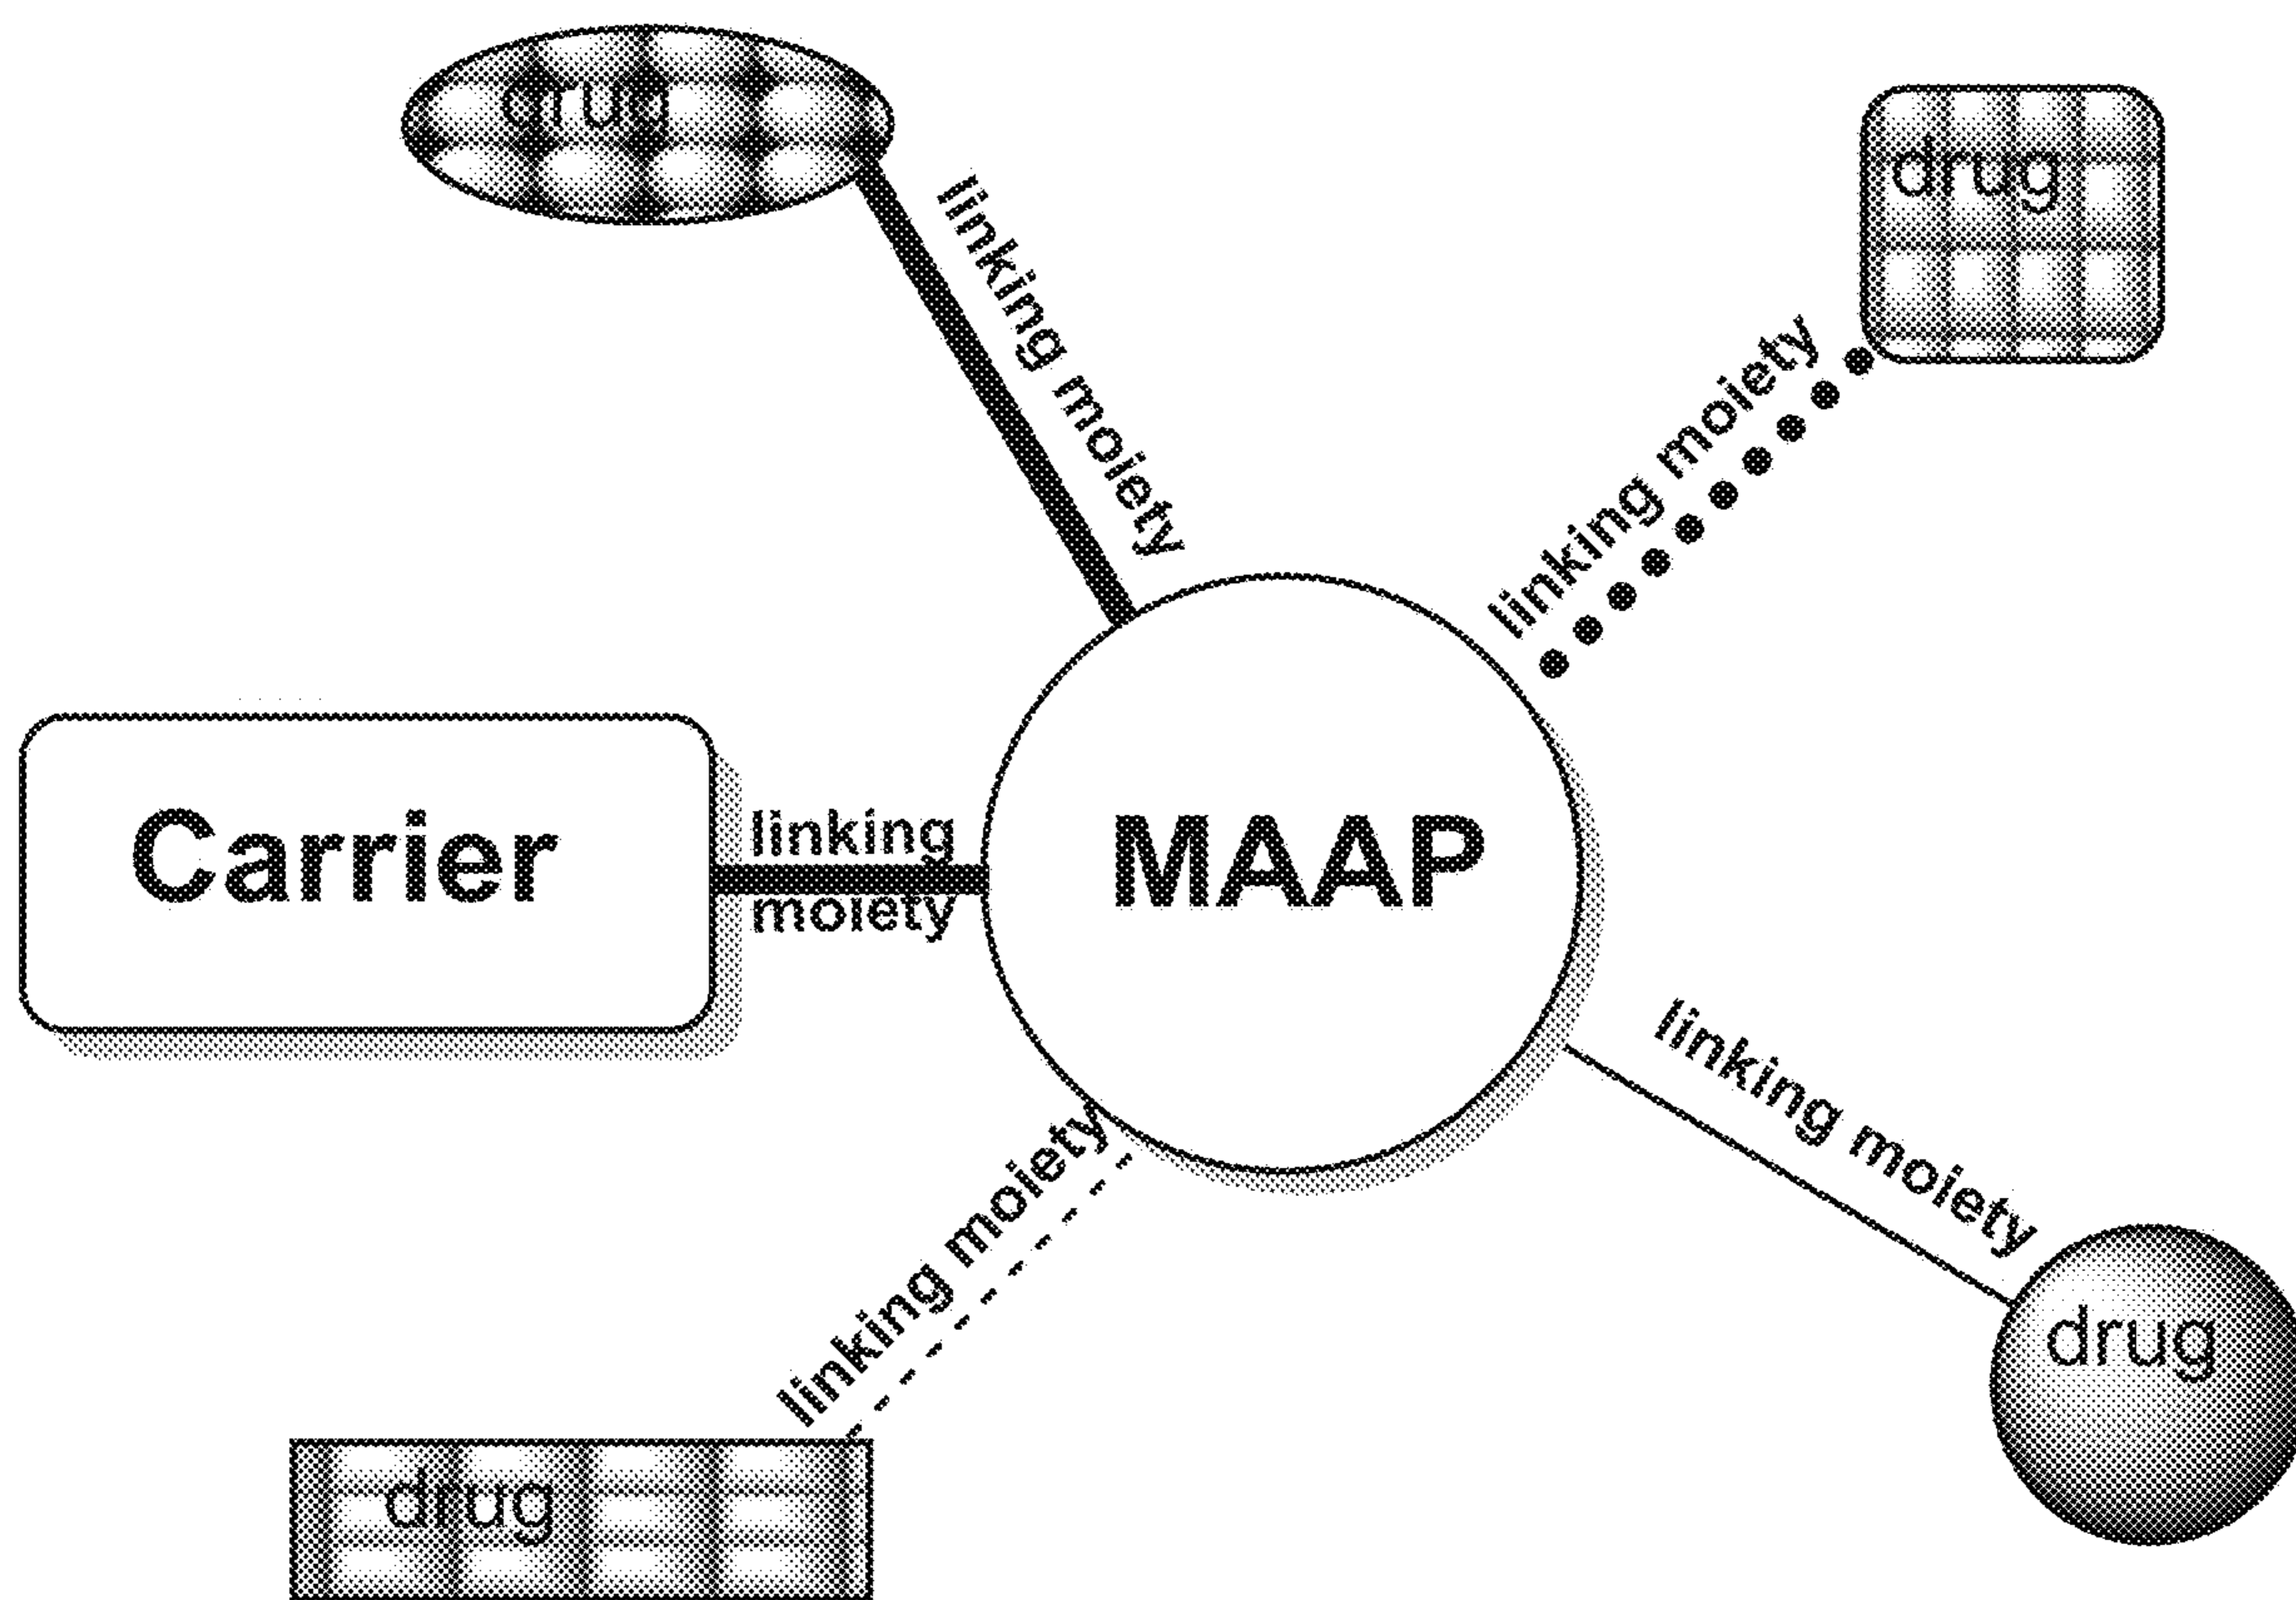 drug
drug
linking moiety
linking moiety
Carrier
linking
moiety
MAAP
linking moiety
linking moiety
drug
drug